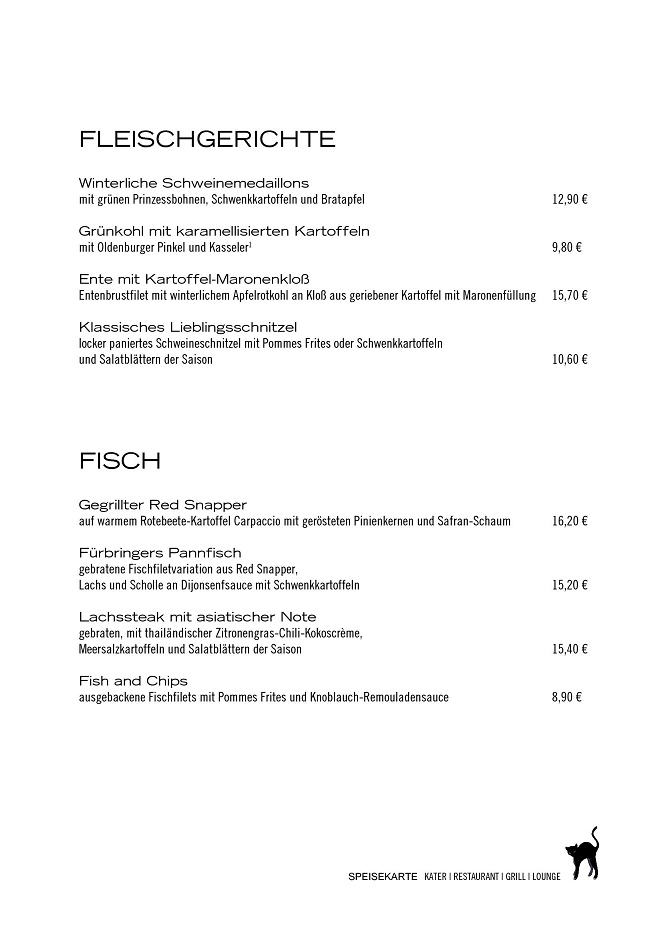 FLEISCHGERICHTE
Winterliche Schweinemedaillons
mit grünen Prinzessbohnen, Schwenkkartoffeln und Bratapfel 12,90 €
Grünkohl mit karamellisierten Kartoffeln
mit Oldenburger Pinkel und Kasseler¹ 9,80 €
Ente mit Kartoffel-Maronenkloß
Entenbrustfilet mit winterlichem Apfelrotkohl an Kloß aus geriebener Kartoffel mit Maronenfüllung 15,70 €
Klassisches Lieblingsschnitzel
locker paniertes Schweineschnitzel mit Pommes Frites oder Schwenkkartoffeln
und Salatblättern der Saison 10,60 €
FISCH
Gegrillter Red Snapper
auf warmem Rotebeete-Kartoffel Carpaccio mit gerösteten Pinienkernen und Safran-Schaum 16,20 €
Fürbringers Pannfisch
gebratene Fischfiletvariation aus Red Snapper,
Lachs und Scholle an Dijonsenfsauce mit Schwenkkartoffeln 15,20 €
Lachssteak mit asiatischer Note
gebraten, mit thailändischer Zitronengras-Chili-Kokoscrème,
Meersalzkartoffeln und Salatblättern der Saison 15,40 €
Fish and Chips
ausgebackene Fischfilets mit Pommes Frites und Knoblauch-Remouladensauce 8,90 €
SPEISEKARTE KATER | RESTAURANT | GRILL | LOUNGE